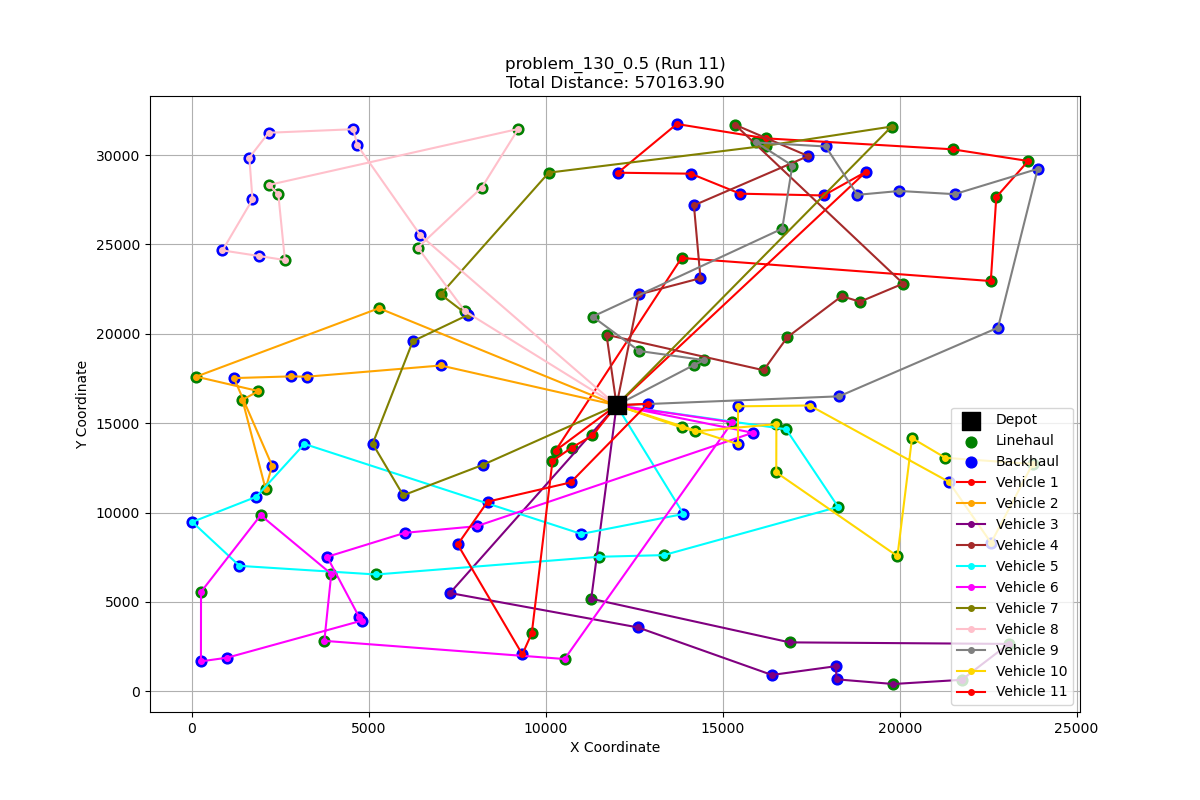 problem_130_0.5 (Run 11)
Total Distance: 570163.90
Y Coordinate
30000
25000
20000
15000
10000
5000
0
0
5000
10000
15000
20000
25000
X Coordinate
Depot
Linehaul
Backhaul
Vehicle 1
Vehicle 2
Vehicle 3
Vehicle 4
Vehicle 5
Vehicle 6
Vehicle 7
Vehicle 8
Vehicle 9
Vehicle 10
Vehicle 11